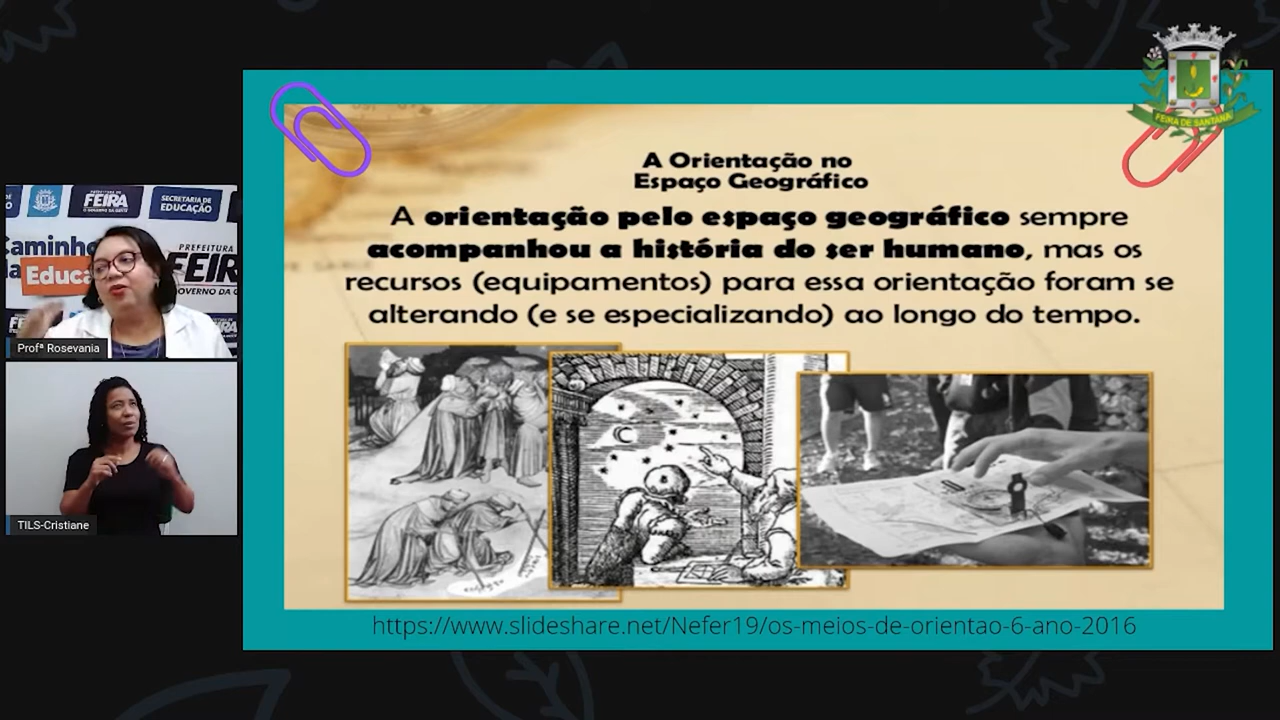 FEIRA DE SANTANA
A Orientação no
Espaço Geográfico
A orientação pelo espaço geográfico sempre
acompanhou a história do ser humano, mas os
recursos (equipamentos) para essa orientação foram se
alterando (e se especializando) ao longo do tempo.
https://www.slideshare.net/Nefer19/os-meios-de-orientao-6-ano-2016
FEIRA
SECRETARIA DE
EDUCAÇÃO
Caminho
Educa
PREFEITURA
FEIR
GOVERNO DA
Profª Rosevania
TILS-Cristiane